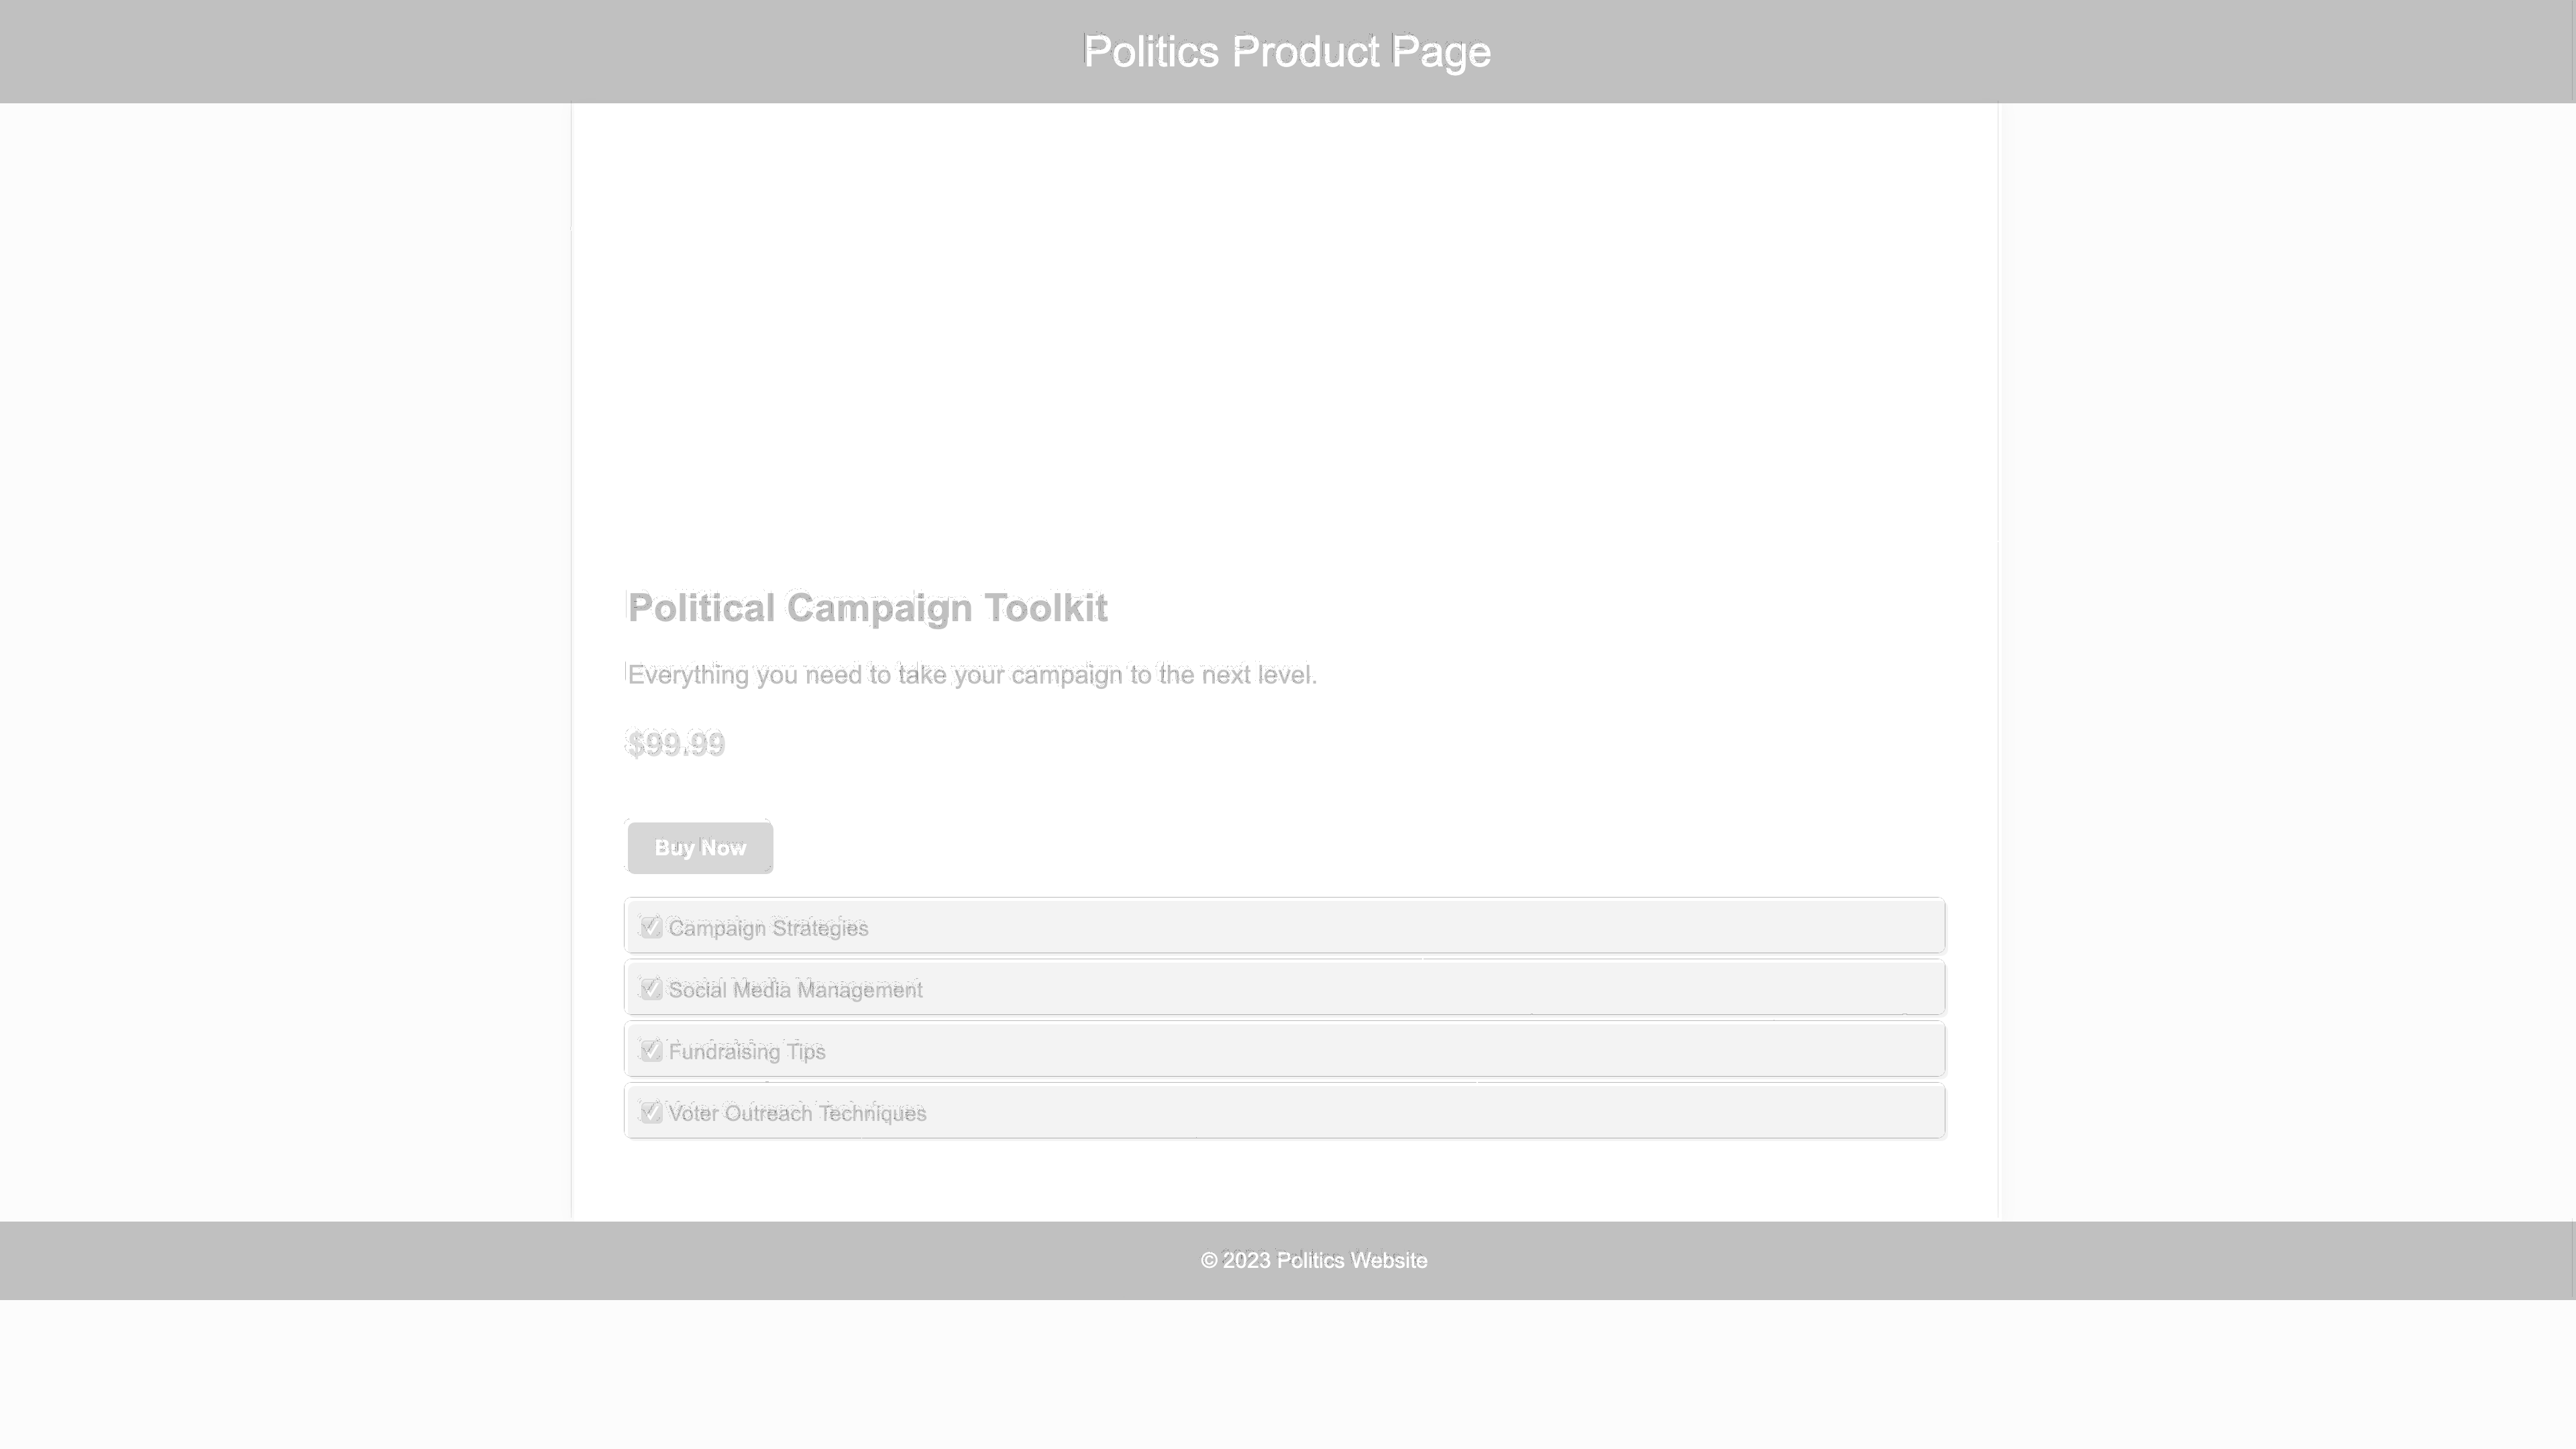 Politics Product Page
Political Campaign Toolkit
Everything you need to take your campaign to the next level.
$99.99
Buy Now
Campaign Strategies
Social Media Management
Fundraising Tips
Voter Outreach Techniques
© 2023 Politics Website